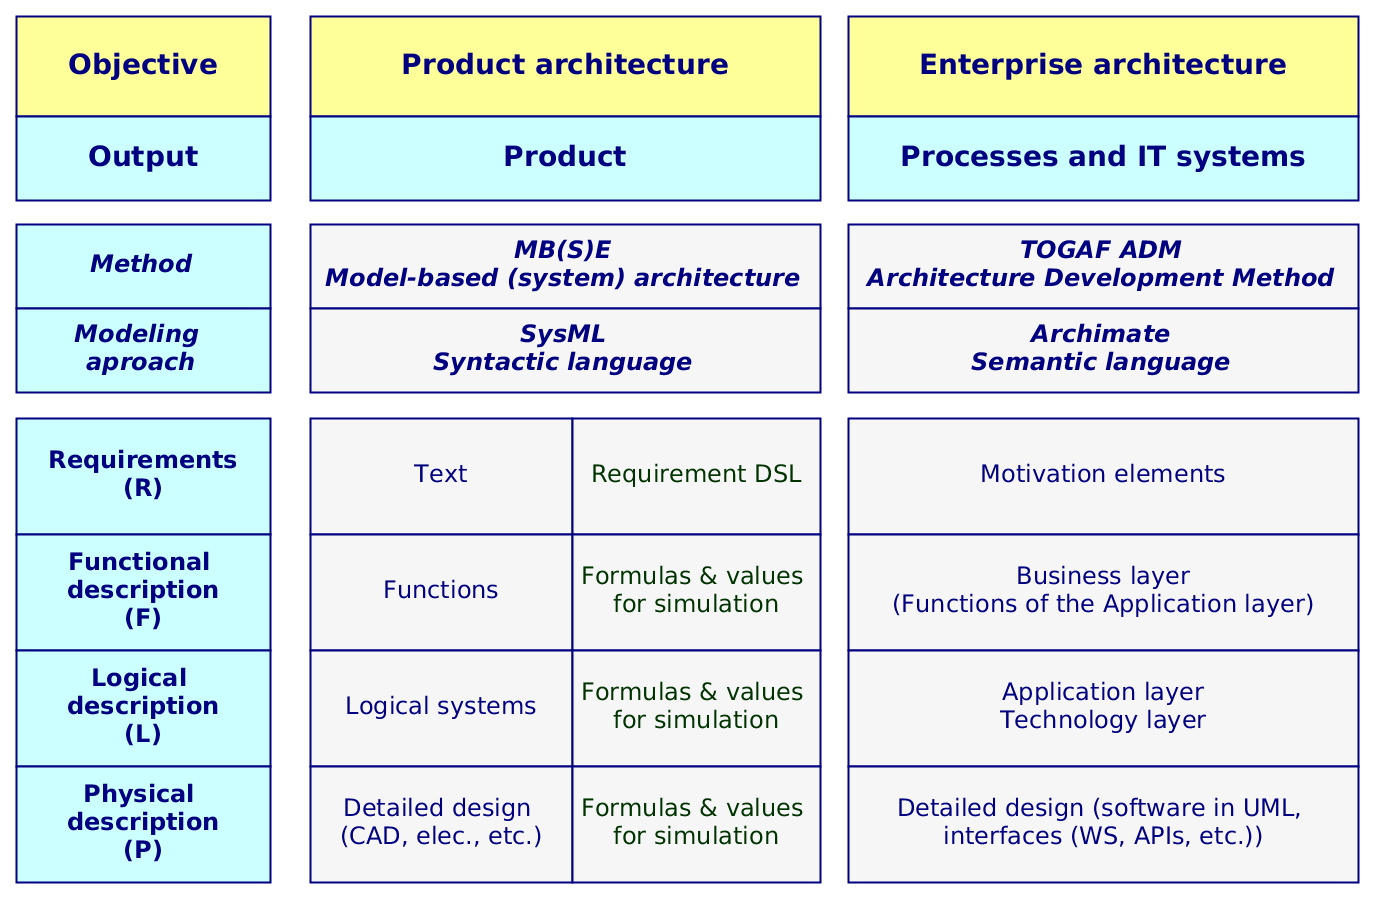 Objective
Product architecture
Enterprise architecture
Output
Product
Processes and IT systems
Method
MB(S)E
Model-based (system) architecture
TOGAF ADM
Architecture Development Method
Modeling
aproach
SysML
Syntactic language
Archimate
Semantic language
Requirements
(R)
Text
Requirement DSL
Motivation elements
Functional
description
(F)
Functions
Formulas & values
for simulation
Business layer
(Functions of the Application layer)
Logical
description
(L)
Logical systems
Formulas & values
for simulation
Application layer
Technology layer
Physical
description
(P)
Detailed design
(CAD, elec., etc.)
Formulas & values
for simulation
Detailed design (software in UML,
interfaces (WS, APIs, etc.))